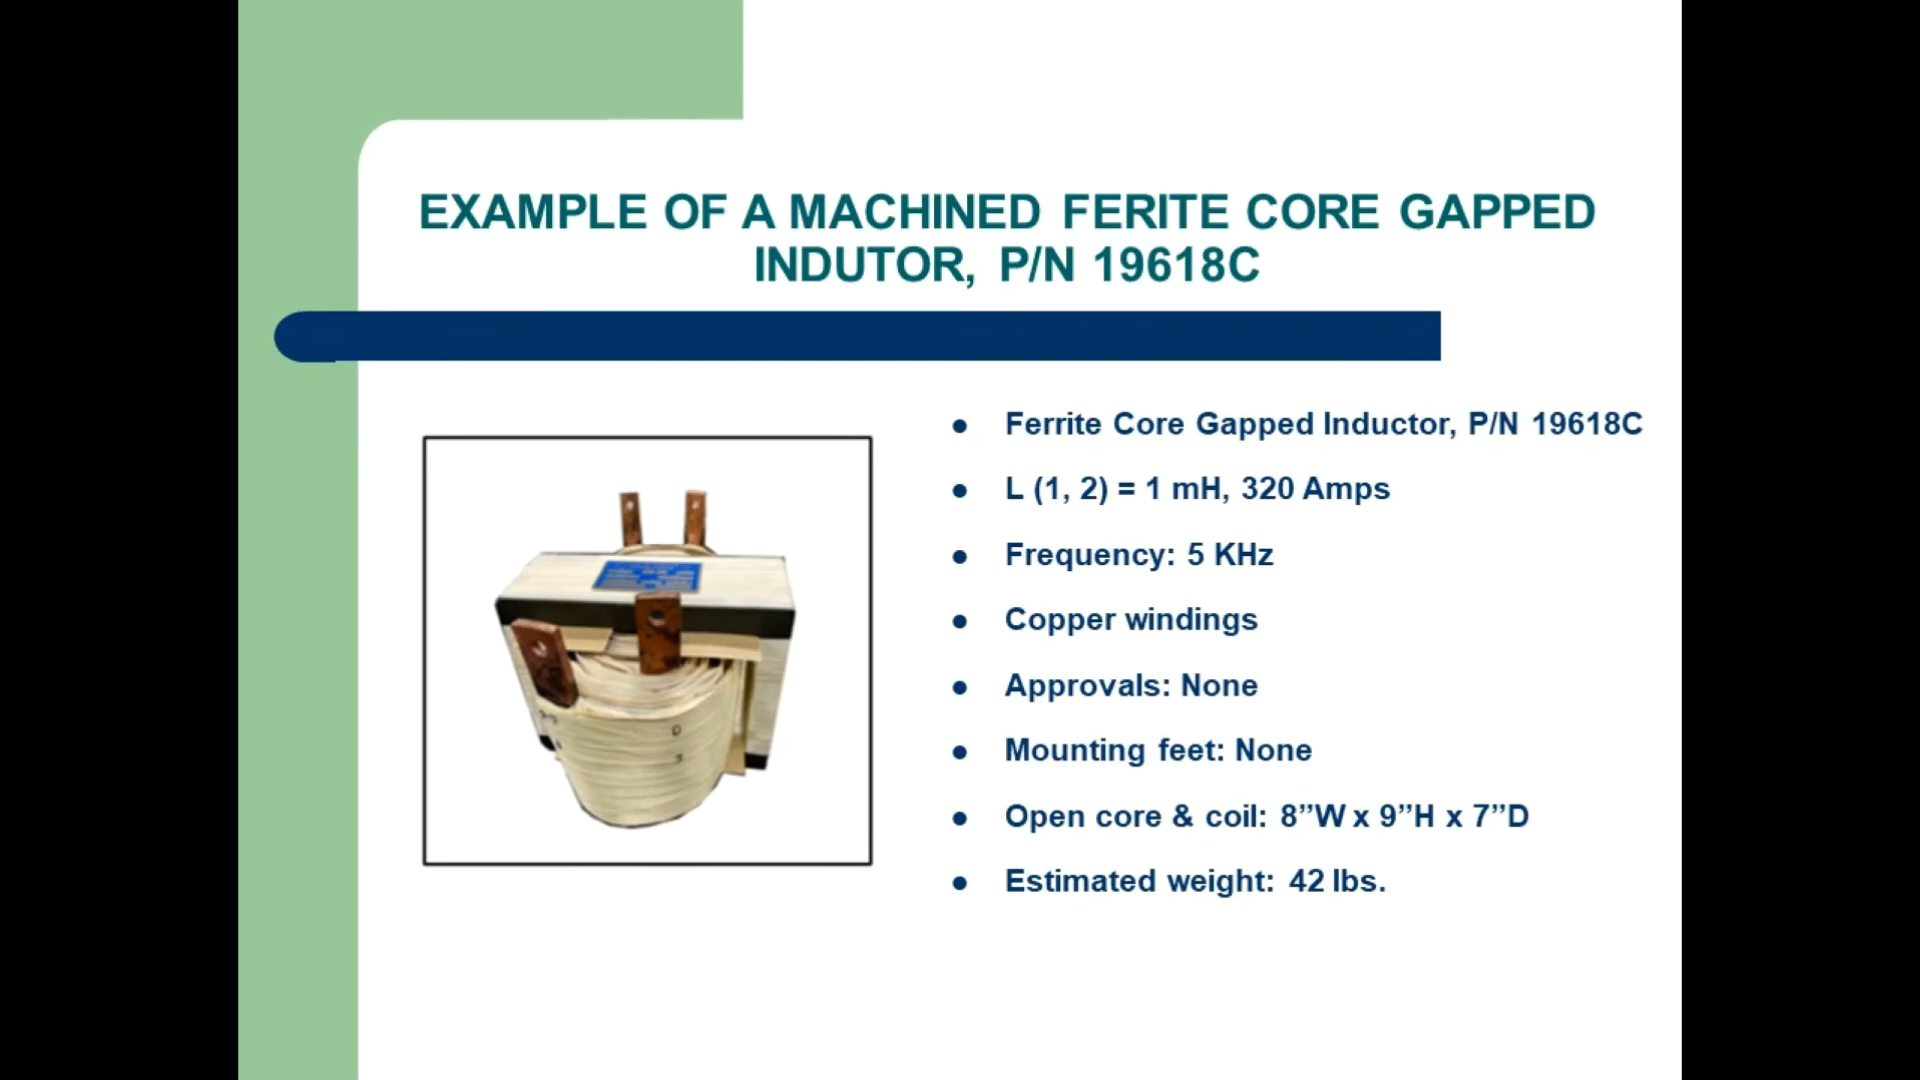 EXAMPLE OF A MACHINED FERITE CORE GAPPED
INDUTOR, P/N 19618C
● Ferrite Core Gapped Inductor, P/N 19618C
● L (1, 2) = 1 mH, 320 Amps
● Frequency: 5 KHz
● Copper windings
● Approvals: None
● Mounting feet: None
● Open core & coil: 8”W x 9”H x 7”D
● Estimated weight: 42 lbs.